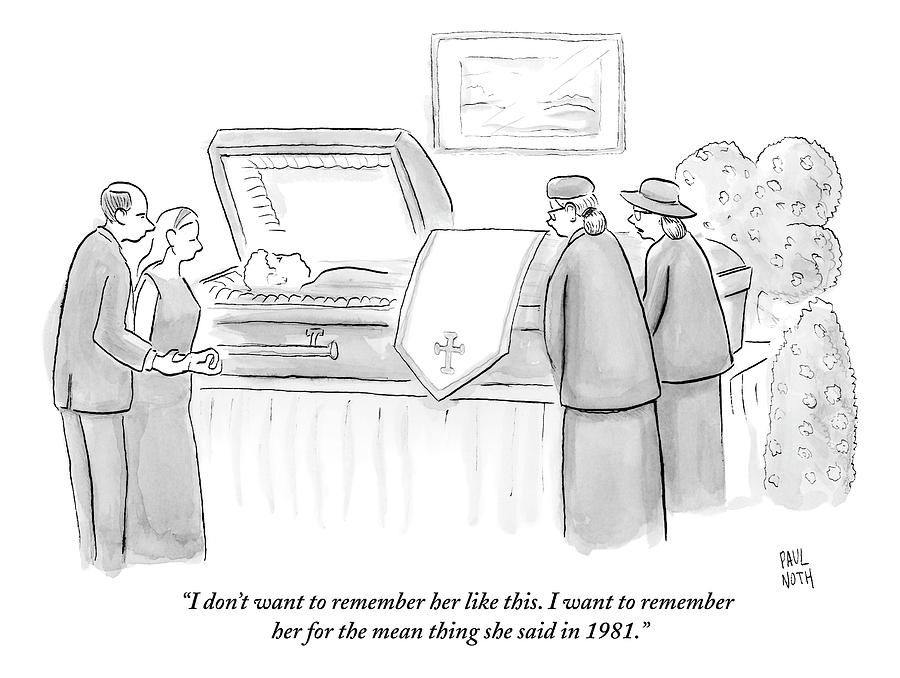 PAUL
NOTH
“I don’t want to remember her like this. I want to remember
her for the mean thing she said in 1981.”